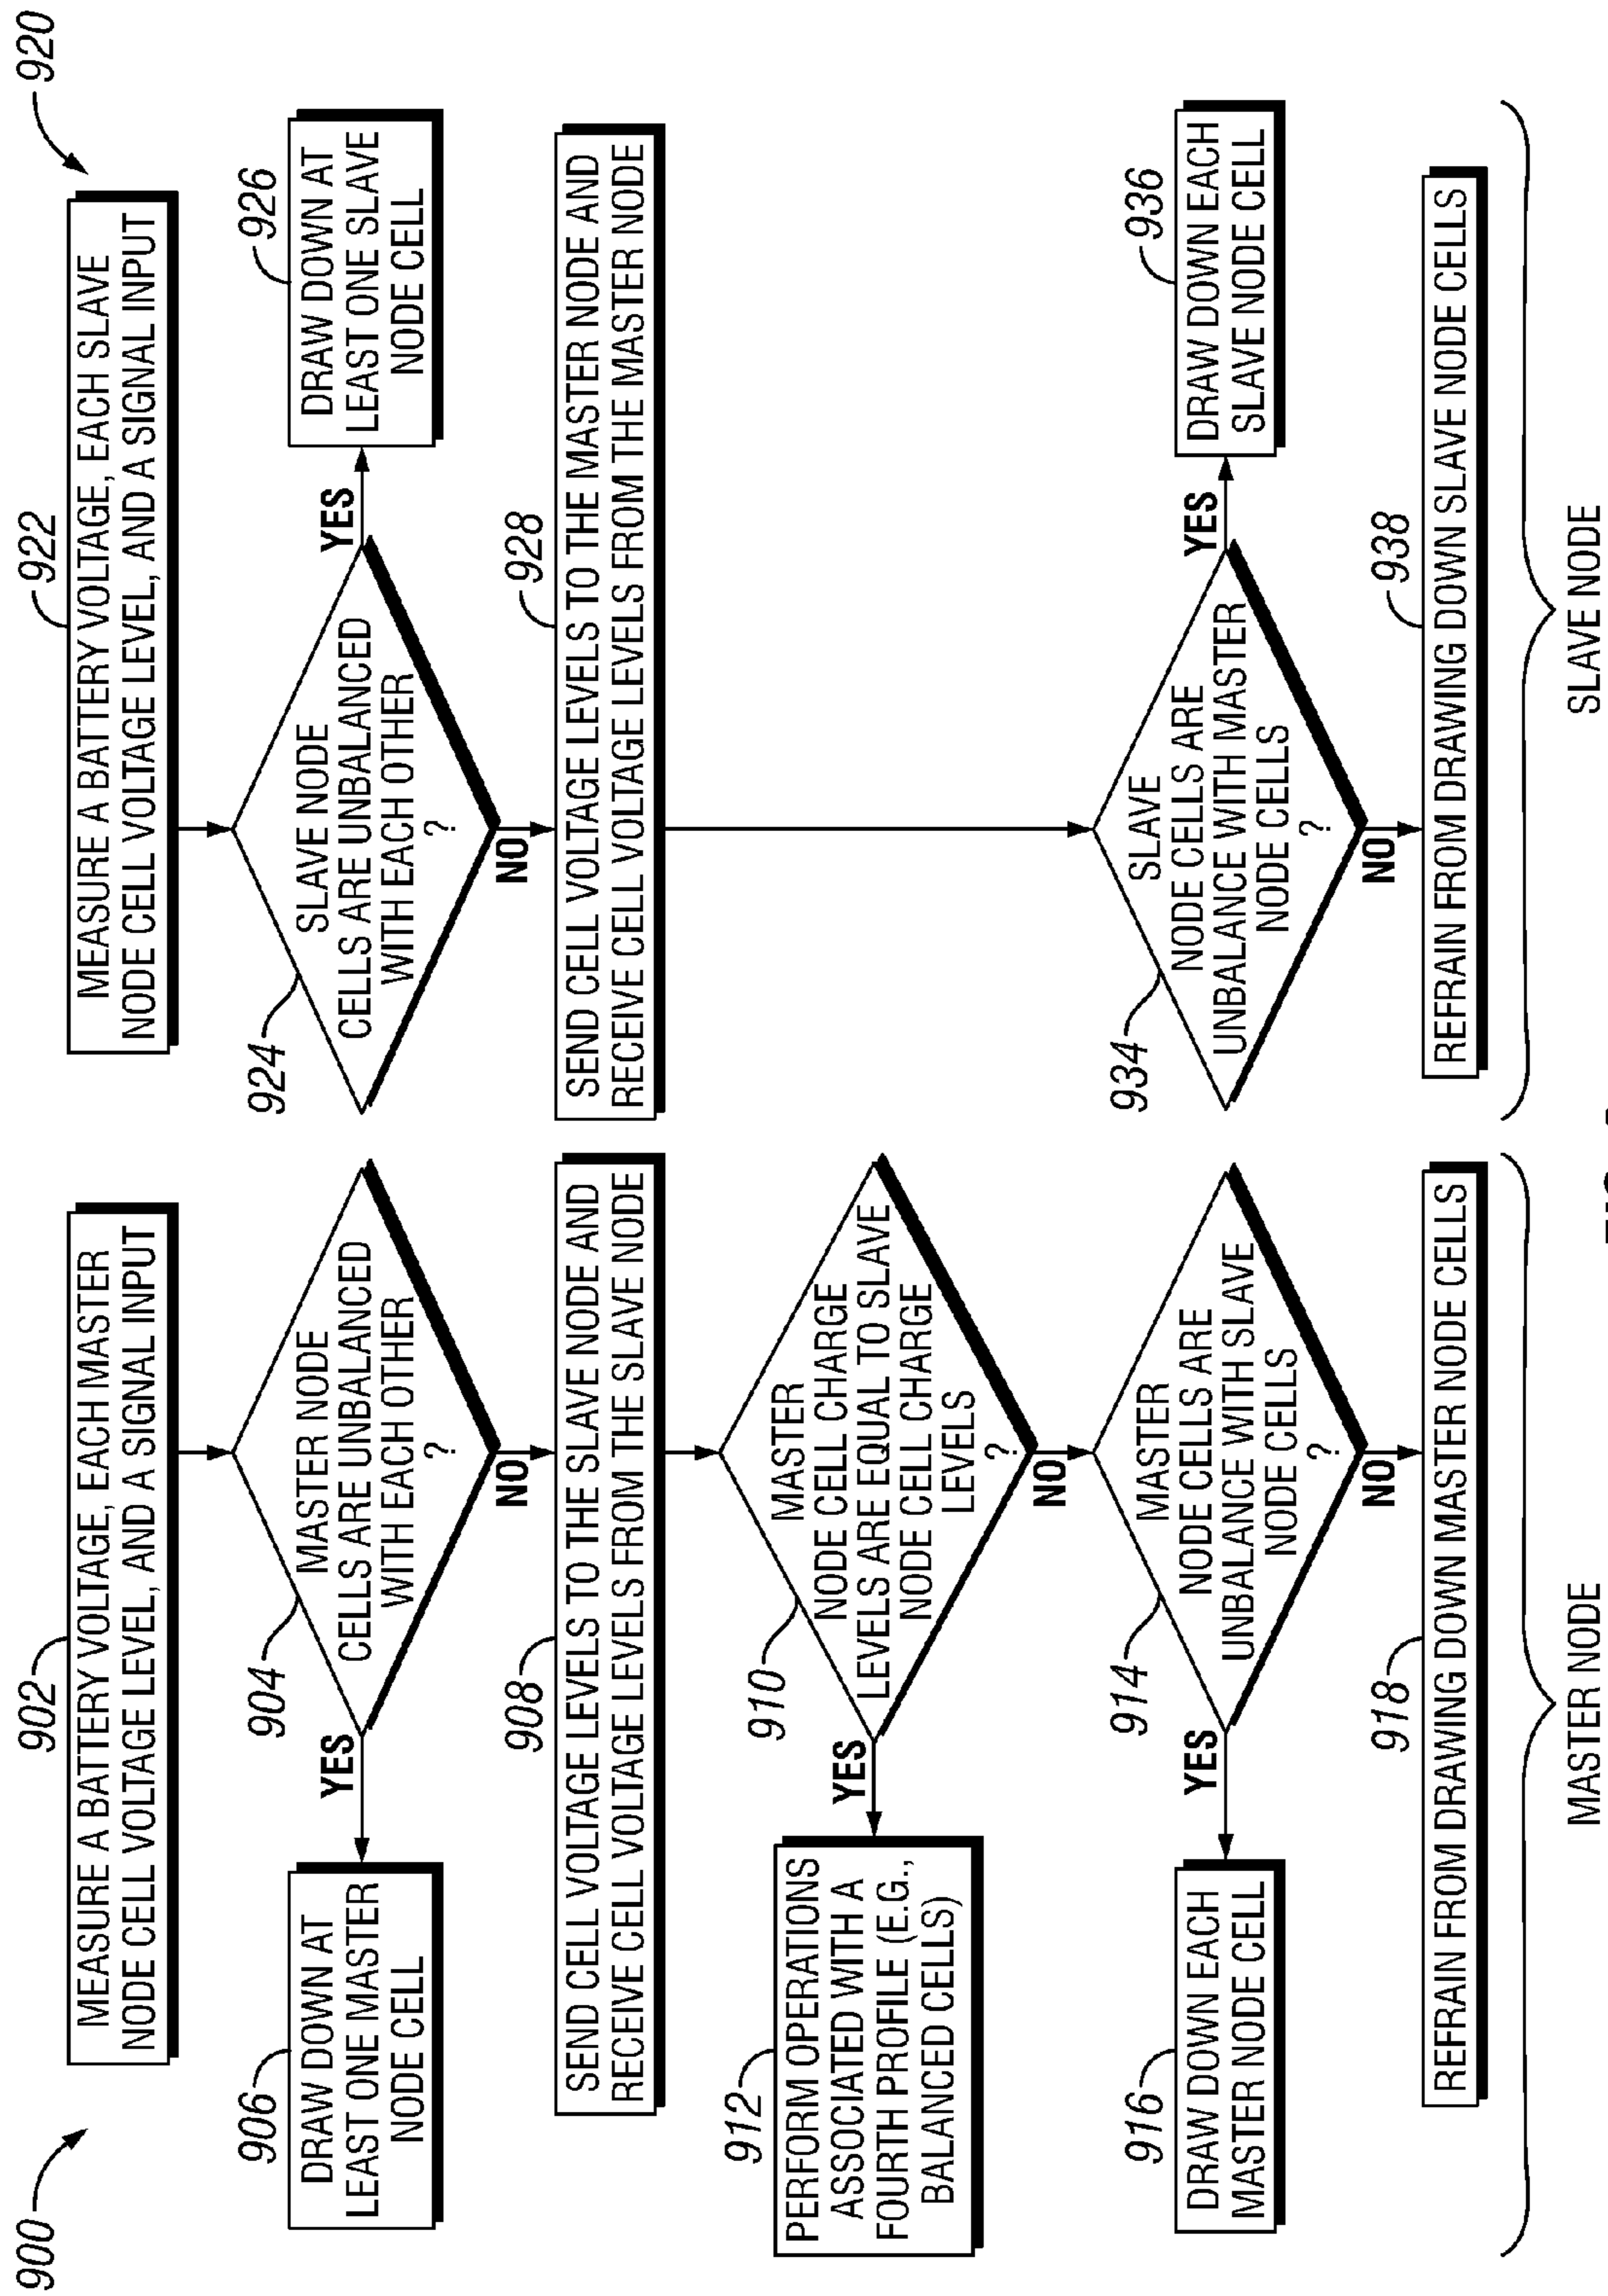 900
902
MEASURE A BATTERY VOLTAGE, EACH MASTER
NODE CELL VOLTAGE LEVEL, AND A SIGNAL INPUT
904
MASTER NODE
CELLS ARE UNBALANCED
WITH EACH OTHER
?
YES
NO
906
DRAW DOWN AT
LEAST ONE MASTER
NODE CELL
908
SEND CELL VOLTAGE LEVELS TO THE SLAVE NODE AND
RECEIVE CELL VOLTAGE LEVELS FROM THE SLAVE NODE
910
MASTER
NODE CELL CHARGE
LEVELS ARE EQUAL TO SLAVE
NODE CELL CHARGE
LEVELS
?
YES
NO
912
PERFORM OPERATIONS
ASSOCIATED WITH A
FOURTH PROFILE (E.G.,
BALANCED CELLS)
914
MASTER
NODE CELLS ARE
UNBALANCE WITH SLAVE
NODE CELLS
?
YES
NO
916
DRAW DOWN EACH
MASTER NODE CELL
918
REFRAIN FROM DRAWING DOWN MASTER NODE CELLS
MASTER NODE
920
922
MEASURE A BATTERY VOLTAGE, EACH SLAVE
NODE CELL VOLTAGE LEVEL, AND A SIGNAL INPUT
924
SLAVE NODE
CELLS ARE UNBALANCED
WITH EACH OTHER
?
YES
NO
926
DRAW DOWN AT
LEAST ONE SLAVE
NODE CELL
928
SEND CELL VOLTAGE LEVELS TO THE MASTER NODE AND
RECEIVE CELL VOLTAGE LEVELS FROM THE MASTER NODE
934
SLAVE
NODE CELLS ARE
UNBALANCE WITH MASTER
NODE CELLS
?
YES
NO
936
DRAW DOWN EACH
SLAVE NODE CELL
938
REFRAIN FROM DRAWING DOWN SLAVE NODE CELLS
SLAVE NODE